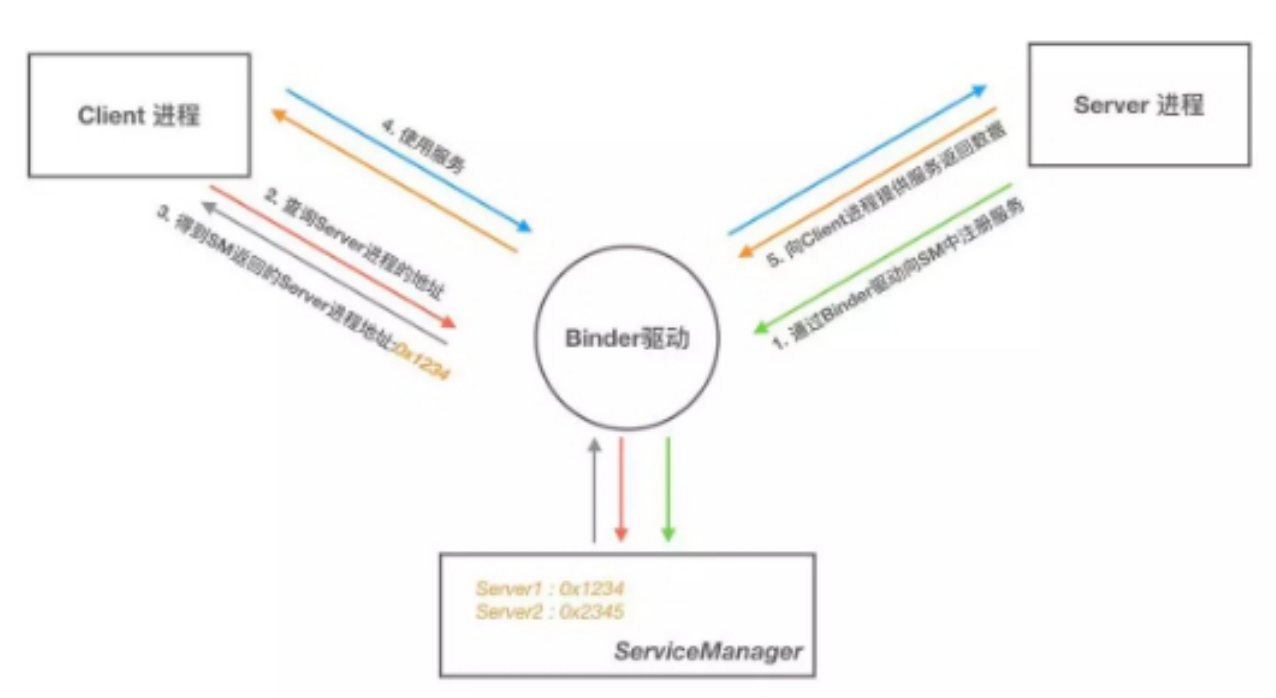 Client 进程
Server 进程
4. 使用服务
5. 向Client进程提供服务返回数据
2. 查询Server进程的地址
1. 通过Binder驱动向SM中注册服务
3. 得到SM返回的Server进程地址:0x1234
Binder驱动
Server1 : 0x1234
Server2 : 0x2345
ServiceManager